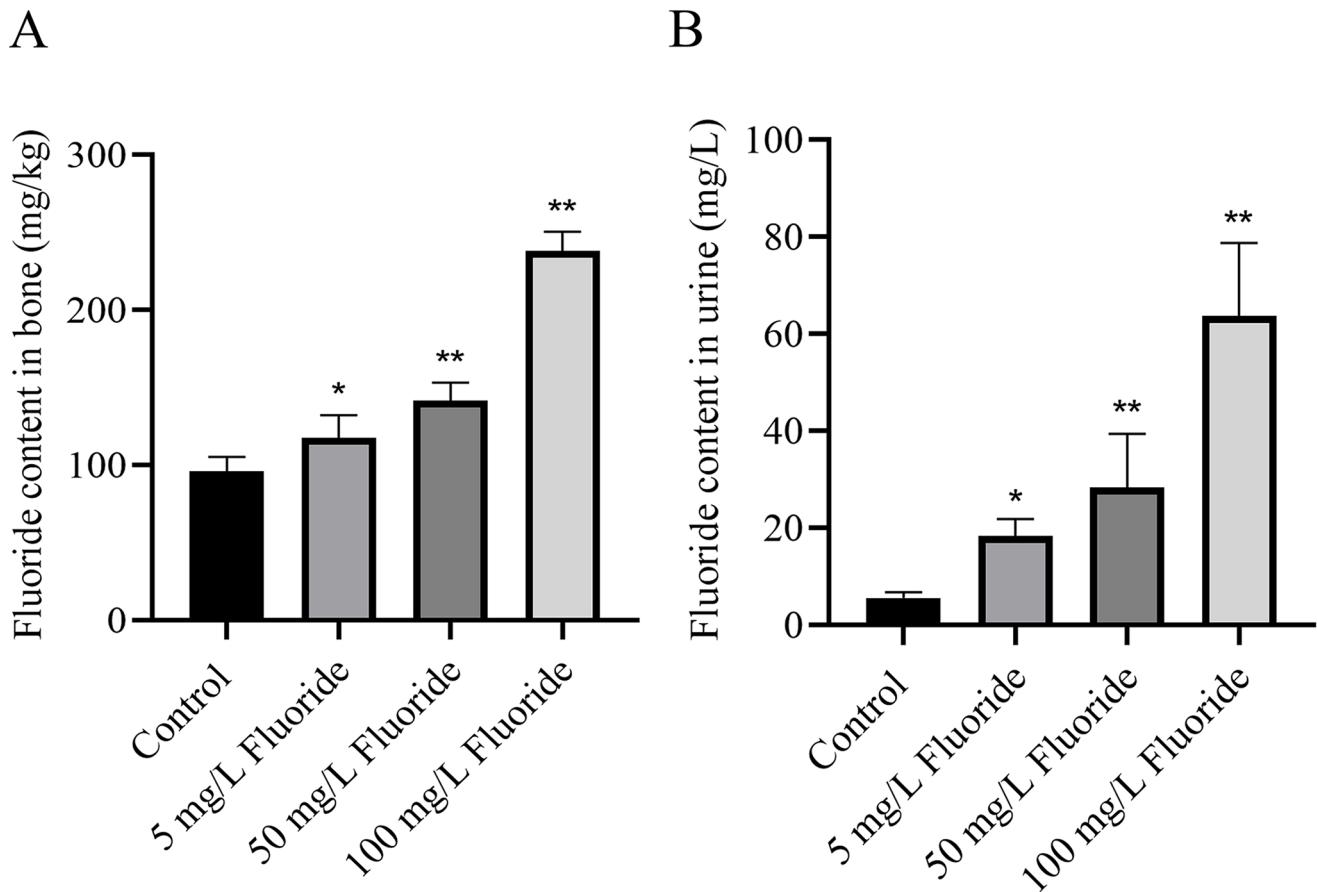 A
Fluoride content in bone (mg/kg)
300
200
100
0
*
**
**
Control
5 mg/L Fluoride
50 mg/L Fluoride
100 mg/L Fluoride
B
Fluoride content in urine (mg/L)
100
80
60
40
20
0
*
**
**
Control
5 mg/L Fluoride
50 mg/L Fluoride
100 mg/L Fluoride